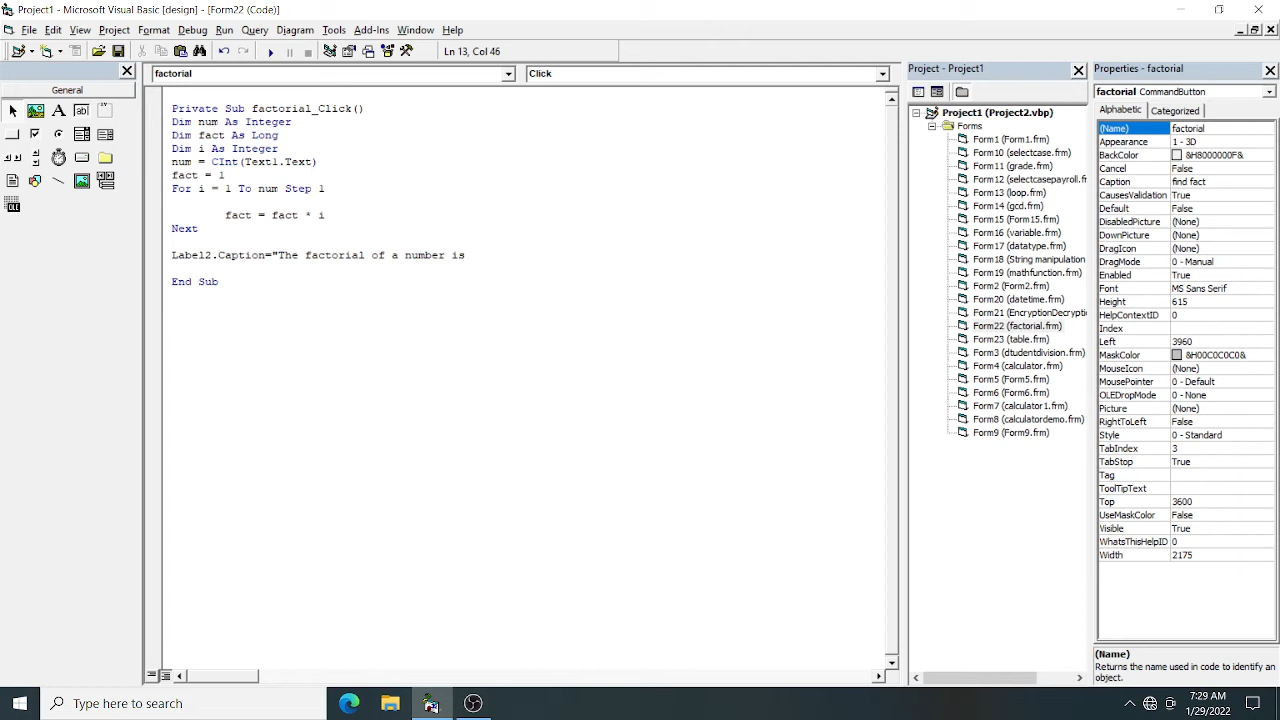 Project1 - Microsoft Visual Basic [design] - [Form22 (Code)]
File Edit View Project Format Debug Run Query Diagram Tools Add-Ins Window Help
Ln 13, Col 46
General
factorial Click
Private Sub factorial_Click()
Dim num As Integer
Dim fact As Long
Dim i As Integer
num = CInt(Text1.Text)
fact = 1
For i = 1 To num Step 1
fact = fact * i
Next
Label2.Caption="The factorial of a number is
End Sub
Project - Project1
Project1 (Project2.vbp)
Forms
Form1 (Form1.frm)
Form10 (selectcase.frm)
Form11 (grade.frm)
Form12 (selectcasepayroll.fr
Form13 (loop.frm)
Form14 (gcd.frm)
Form15 (Form15.frm)
Form16 (variable.frm)
Form17 (datatype.frm)
Form18 (String manipulation
Form19 (mathfunction.frm)
Form2 (Form2.frm)
Form20 (datetime.frm)
Form21 (EncryptionDecrypti
Form22 (factorial.frm)
Form23 (table.frm)
Form3 (dtudentdivision.frm)
Form4 (calculator.frm)
Form5 (Form5.frm)
Form6 (Form6.frm)
Form7 (calculator1.frm)
Form8 (calculatordemo.frm)
Form9 (Form9.frm)
Properties - factorial
factorial CommandButton
Alphabetic Categorized
(Name) factorial
Appearance 1 - 3D
BackColor &H8000000F&
Cancel False
Caption find fact
CausesValidation True
Default False
DisabledPicture (None)
DownPicture (None)
DragIcon (None)
DragMode 0 - Manual
Enabled True
Font MS Sans Serif
Height 615
HelpContextID 0
Index
Left 3960
MaskColor &H00C0C0C0&
MouseIcon (None)
MousePointer 0 - Default
OLEDropMode 0 - None
Picture (None)
RightToLeft False
Style 0 - Standard
TabIndex 3
TabStop True
Tag
ToolTipText
Top 3600
UseMaskColor False
Visible True
WhatsThisHelpID 0
Width 2175
(Name)
Returns the name used in code to identify an
object.
Type here to search
7:29 AM
1/29/2022